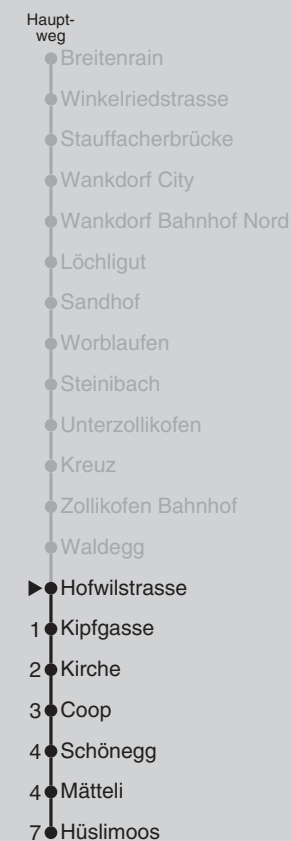 Haupt-
weg
Breitenrain
Winkelriedstrasse
Stauffacherbrücke
Wankdorf City
Wankdorf Bahnhof Nord
Löchligut
Sandhof
Worblaufen
Steinibach
Unterzollikofen
Kreuz
Zollikofen Bahnhof
Waldegg
Hofwilstrasse
1 Kipfgasse
2 Kirche
3 Coop
4 Schönegg
4 Mätteli
7 Hüslimoos